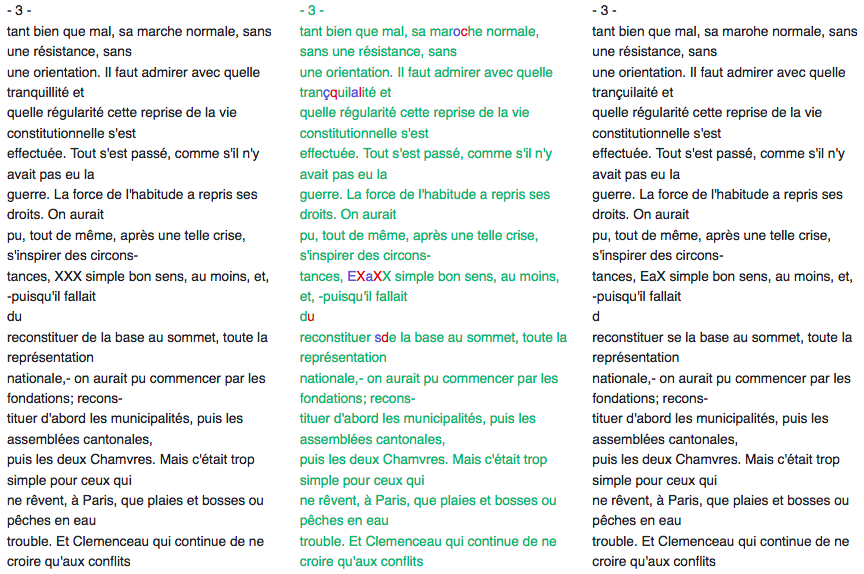 - 3 -
tant bien que mal, sa marche normale, sans
une résistance, sans
une orientation. Il faut admirer avec quelle
tranquillité et
quelle régularité cette reprise de la vie
constitutionnelle s'est
effectuée. Tout s'est passé, comme s'il n'y
avait pas eu la
guerre. La force de l'habitude a repris ses
droits. On aurait
pu, tout de même, après une telle crise,
s'inspirer des circons-
tances, XXX simple bon sens, au moins, et,
-puisqu'il fallait
du
reconstituer de la base au sommet, toute la
représentation
nationale,- on aurait pu commencer par les
fondations; recons-
tituer d'abord les municipalités, puis les
assemblées cantonales,
puis les deux Chamvres. Mais c'était trop
simple pour ceux qui
ne rêvent, à Paris, que plaies et bosses ou
pêches en eau
trouble. Et Clemenceau qui continue de ne
croire qu'aux conflits
- 3 -
tant bien que mal, sa maroche normale,
sans une résistance, sans
une orientation. Il faut admirer avec quelle
trançquilalité et
quelle régularité cette reprise de la vie
constitutionnelle s'est
effectuée. Tout s'est passé, comme s'il n'y
avait pas eu la
guerre. La force de l'habitude a repris ses
droits. On aurait
pu, tout de même, après une telle crise,
s'inspirer des circons-
tances, EXaXX simple bon sens, au moins,
et, -puisqu'il fallait
du
reconstituer sde la base au sommet, toute la
représentation
nationale,- on aurait pu commencer par les
fondations; recons-
tituer d'abord les municipalités, puis les
assemblées cantonales,
puis les deux Chamvres. Mais c'était trop
simple pour ceux qui
ne rêvent, à Paris, que plaies et bosses ou
pêches en eau
trouble. Et Clemenceau qui continue de ne
croire qu'aux conflits
- 3 -
tant bien que mal, sa marohe normale, sans
une résistance, sans
une orientation. Il faut admirer avec quelle
trançuilaité et
quelle régularité cette reprise de la vie
constitutionnelle s'est
effectuée. Tout s'est passé, comme s'il n'y
avait pas eu la
guerre. La force de l'habitude a repris ses
droits. On aurait
pu, tout de même, après une telle crise,
s'inspirer des circons-
tances, EaX simple bon sens, au moins, et,
-puisqu'il fallait
d
reconstituer se la base au sommet, toute la
représentation
nationale,- on aurait pu commencer par les
fondations; recons-
tituer d'abord les municipalités, puis les
assemblées cantonales,
puis les deux Chamvres. Mais c'était trop
simple pour ceux qui
ne rêvent, à Paris, que plaies et bosses ou
pêches en eau
trouble. Et Clemenceau qui continue de ne
croire qu'aux conflits